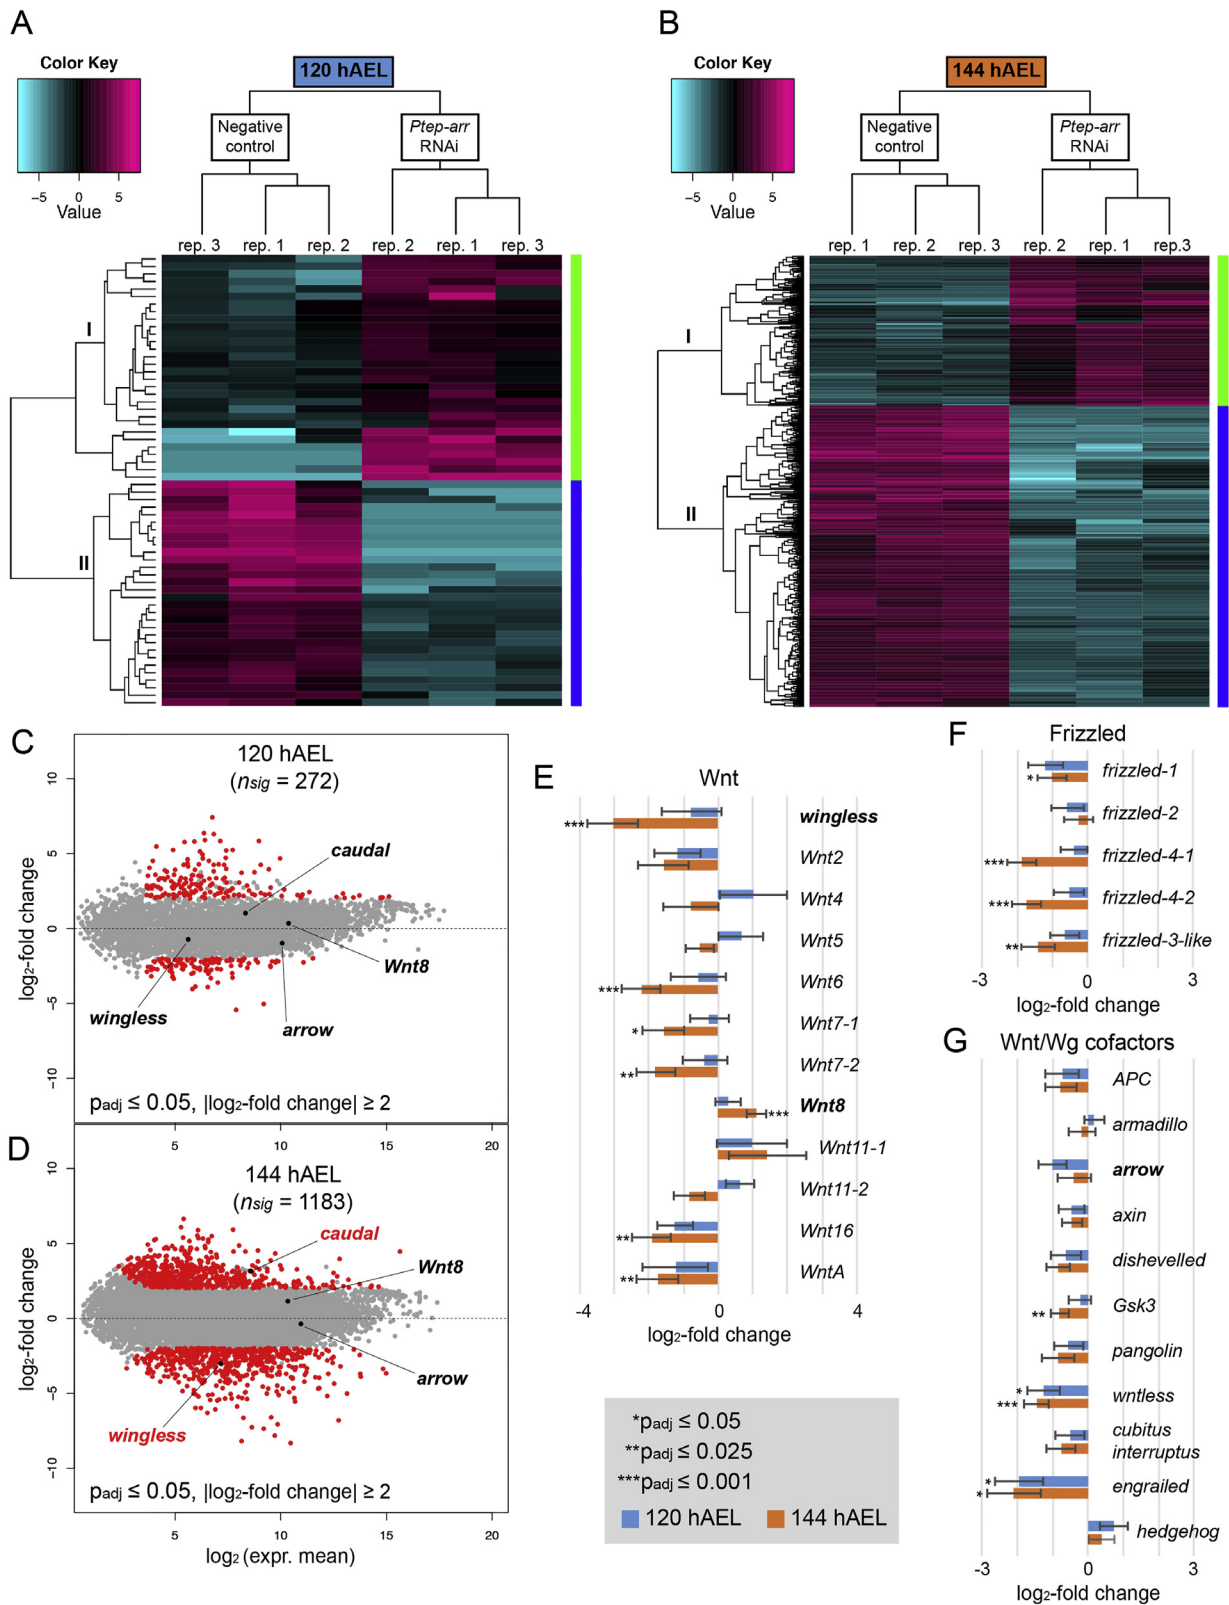 A
Color Key
−5 0 5
Value
120 hAEL
Negative
control
Ptep-arr
RNAi
rep. 3 rep. 1 rep. 2 rep. 2 rep. 1 rep. 3
I
II
B
Color Key
−5 0 5
Value
144 hAEL
Negative
control
Ptep-arr
RNAi
rep. 1 rep. 2 rep. 3 rep. 2 rep. 1 rep.3
I
II
C
120 hAEL
(nsig = 272)
log2-fold change
10
5
0
−5
−10
caudal
Wnt8
wingless
arrow
padj ≤ 0.05, |log2-fold change| ≥ 2
5 10 15 20
D
144 hAEL
(nsig = 1183)
log2-fold change
10
5
0
−5
−10
caudal
Wnt8
arrow
wingless
padj ≤ 0.05, |log2-fold change| ≥ 2
5 10 15 20
log2 (expr. mean)
E
Wnt
*** wingless
Wnt2
Wnt4
Wnt5
*** Wnt6
* Wnt7-1
** Wnt7-2
*** Wnt8
Wnt11-1
Wnt11-2
** Wnt16
** WntA
-4 0 4
log2-fold change
*padj ≤ 0.05
**padj ≤ 0.025
***padj ≤ 0.001
120 hAEL 144 hAEL
F
Frizzled
* frizzled-1
frizzled-2
*** frizzled-4-1
*** frizzled-4-2
** frizzled-3-like
-3 0 3
log2-fold change
G
Wnt/Wg cofactors
APC
armadillo
arrow
axin
dishevelled
** Gsk3
pangolin
* wntless
***
cubitus
interruptus
* engrailed
*
hedgehog
-3 0 3
log2-fold change